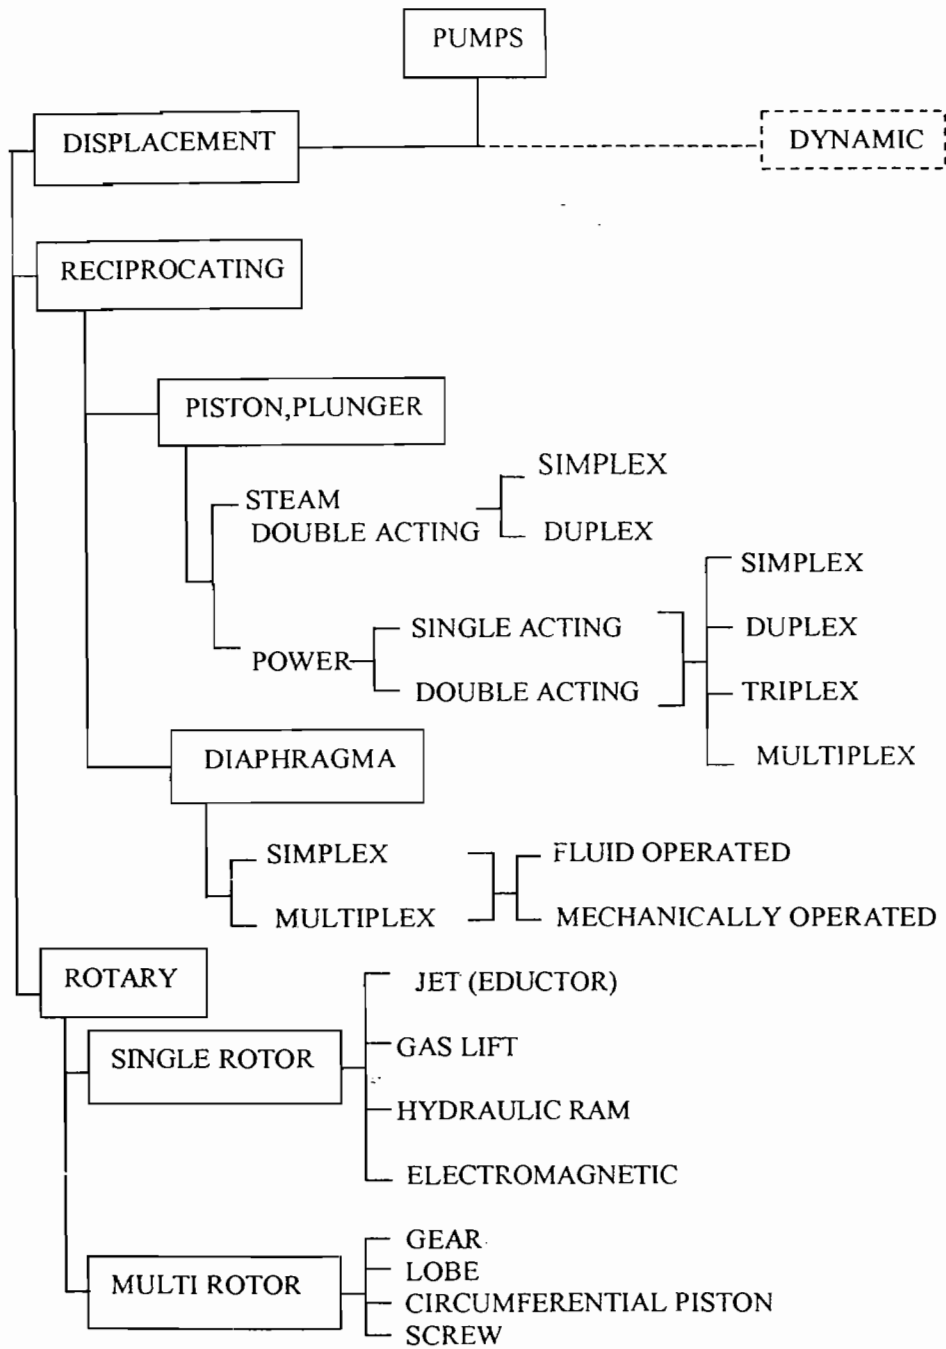 PUMPS
DISPLACEMENT
DYNAMIC
RECIPROCATING
PISTON,PLUNGER
STEAM
DOUBLE ACTING
SIMPLEX
DUPLEX
POWER
SINGLE ACTING
DOUBLE ACTING
SIMPLEX
DUPLEX
TRIPLEX
MULTIPLEX
DIAPHRAGMA
SIMPLEX
MULTIPLEX
FLUID OPERATED
MECHANICALLY OPERATED
ROTARY
SINGLE ROTOR
JET (EDUCTOR)
GAS LIFT
HYDRAULIC RAM
ELECTROMAGNETIC
MULTI ROTOR
GEAR
LOBE
CIRCUMFERENTIAL PISTON
SCREW